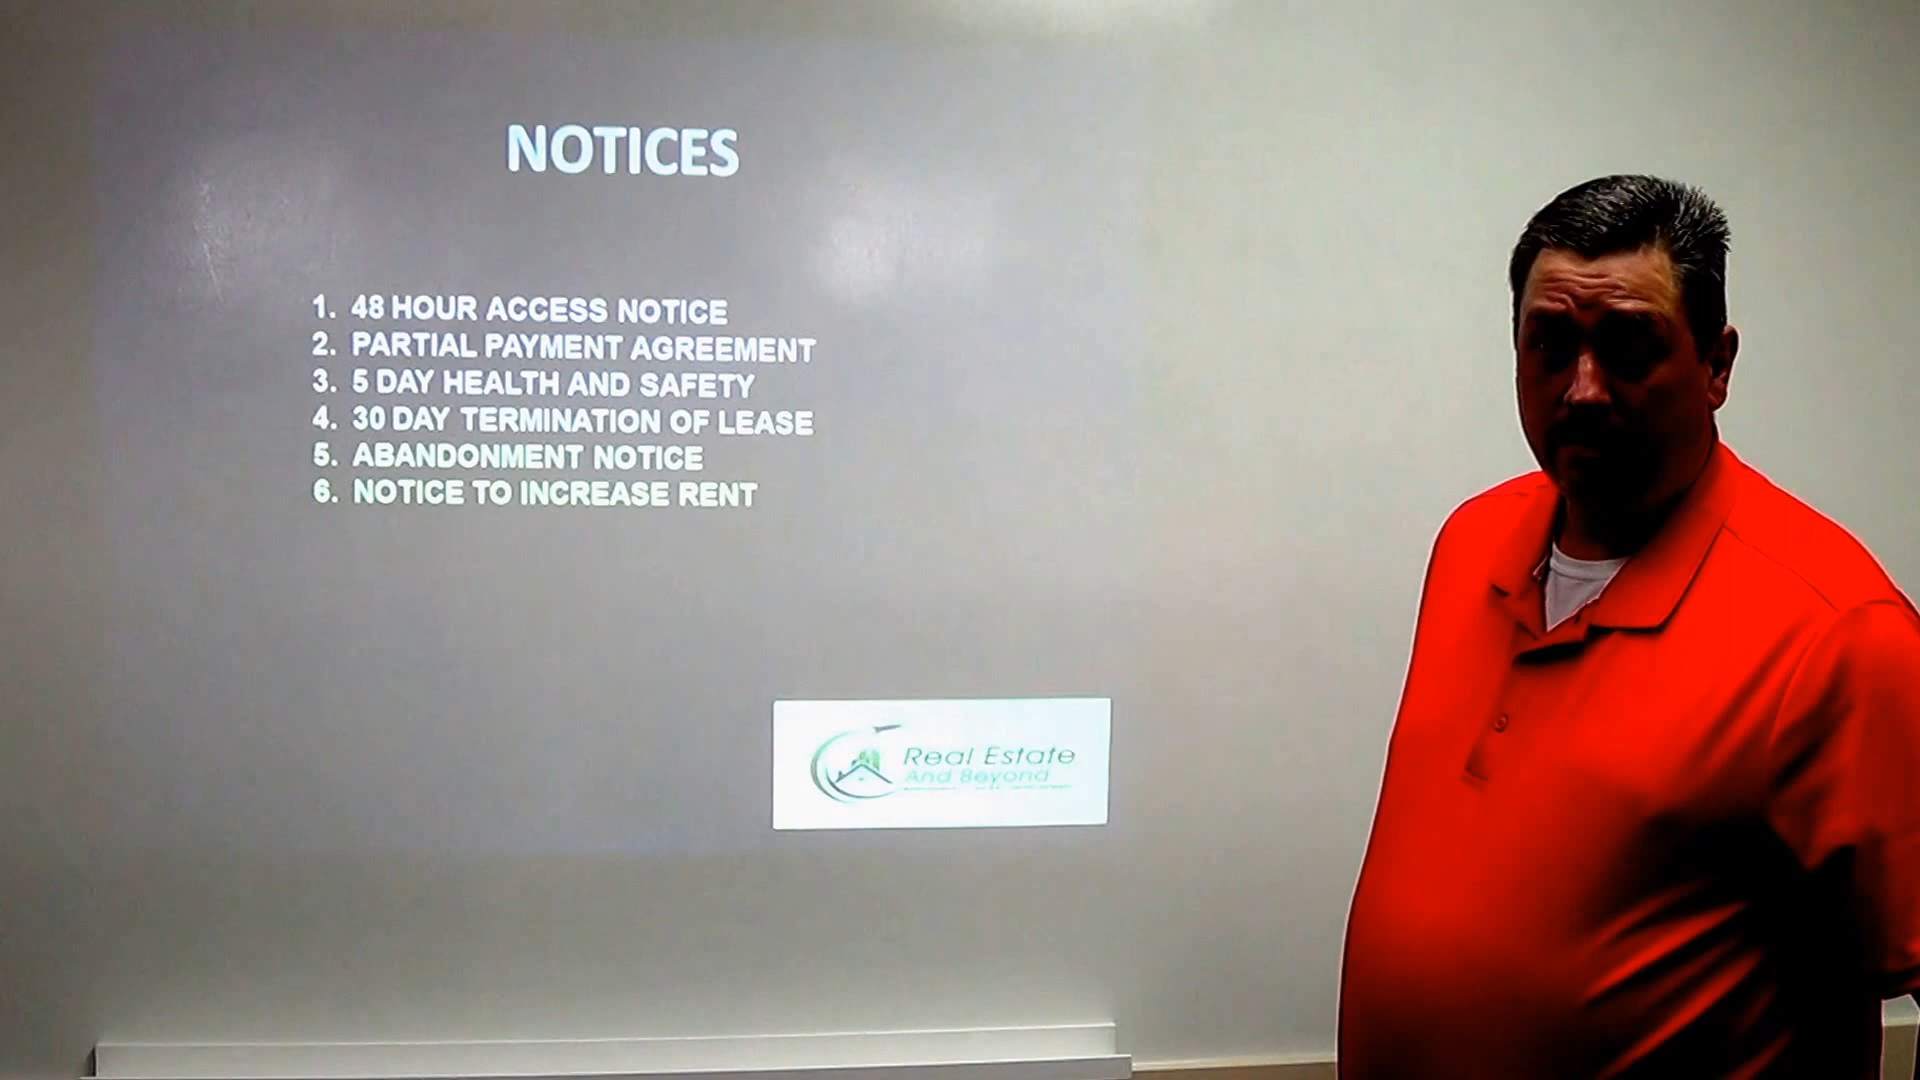 NOTICES
1. 48 HOUR ACCESS NOTICE
2. PARTIAL PAYMENT AGREEMENT
3. 5 DAY HEALTH AND SAFETY
4. 30 DAY TERMINATION OF LEASE
5. ABANDONMENT NOTICE
6. NOTICE TO INCREASE RENT
Real Estate
And Beyond